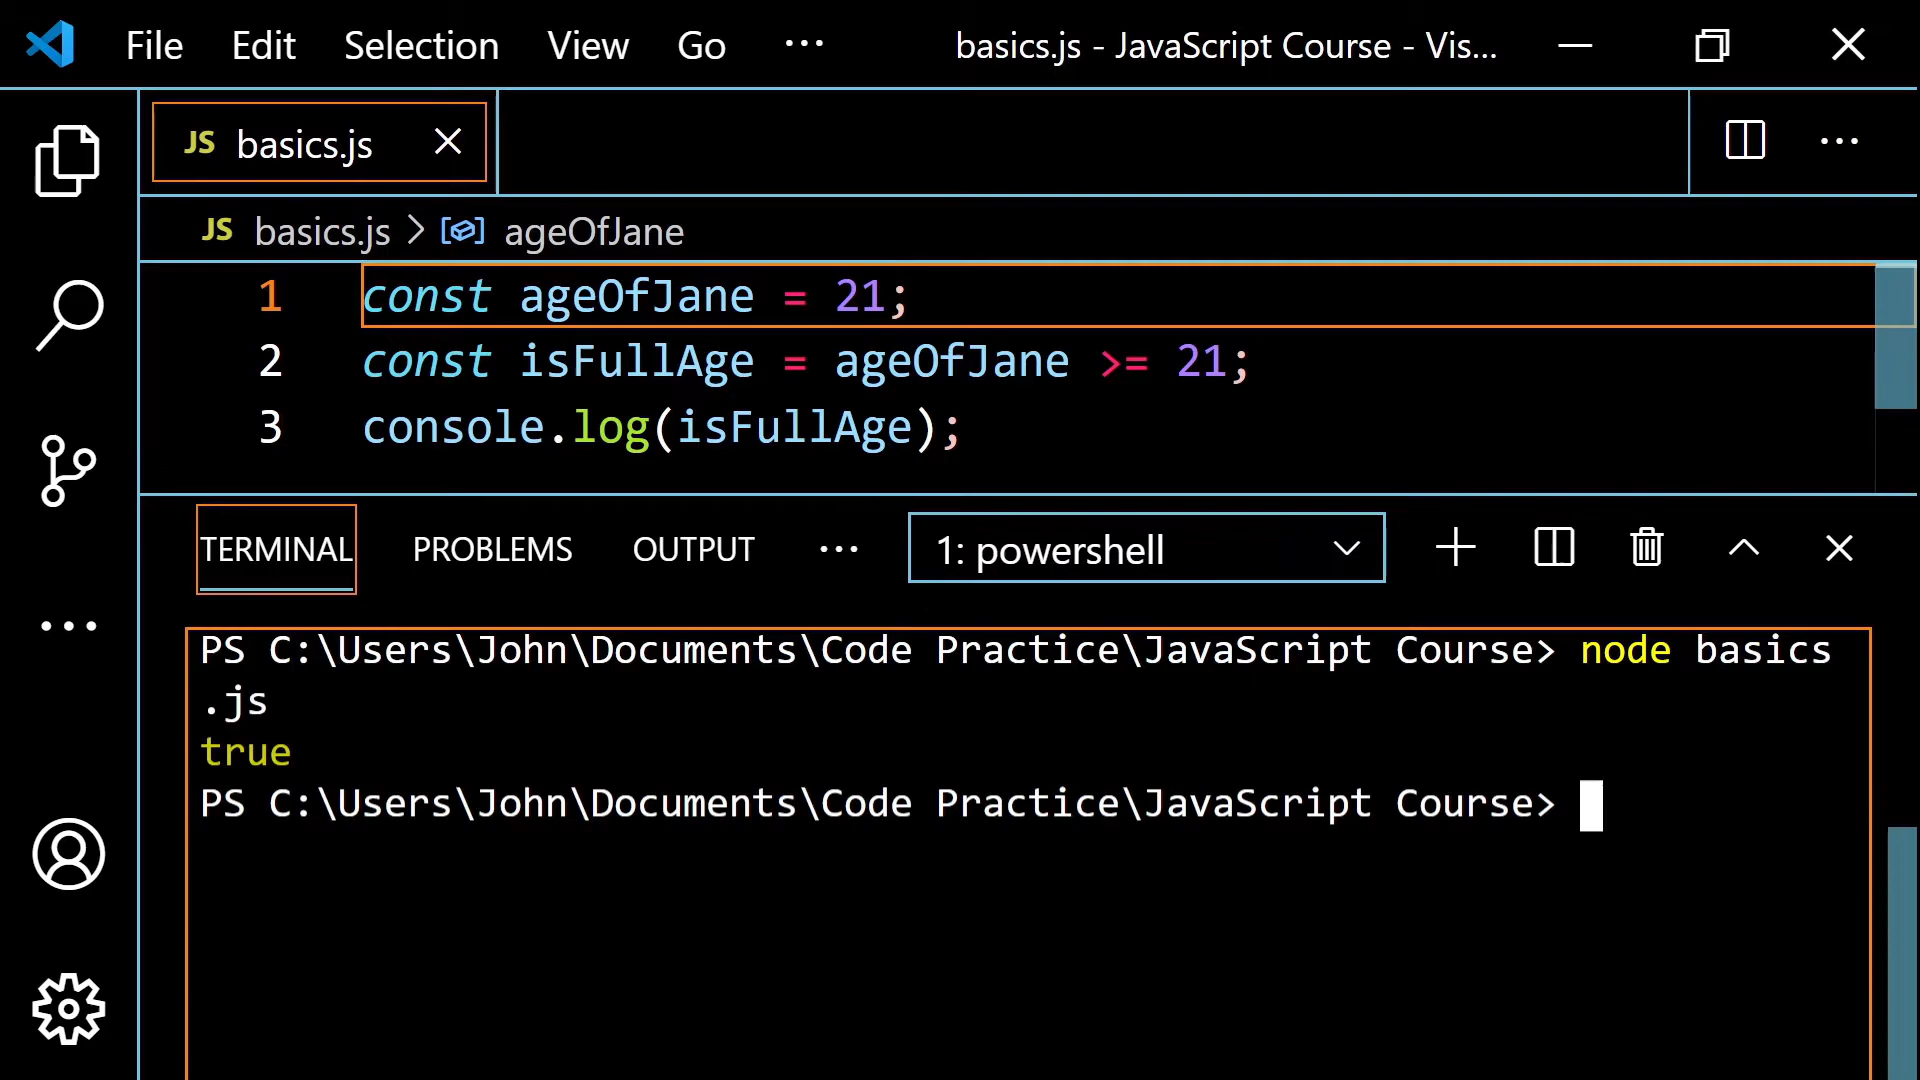 File Edit Selection View Go ··· basics.js - JavaScript Course - Vis...
JS basics.js
JS basics.js > ageOfJane
1 const ageOfJane = 21;
2 const isFullAge = ageOfJane >= 21;
3 console.log(isFullAge);
TERMINAL PROBLEMS OUTPUT ··· 1: powershell
PS C:\Users\John\Documents\Code Practice\JavaScript Course> node basics
.js
true
PS C:\Users\John\Documents\Code Practice\JavaScript Course>